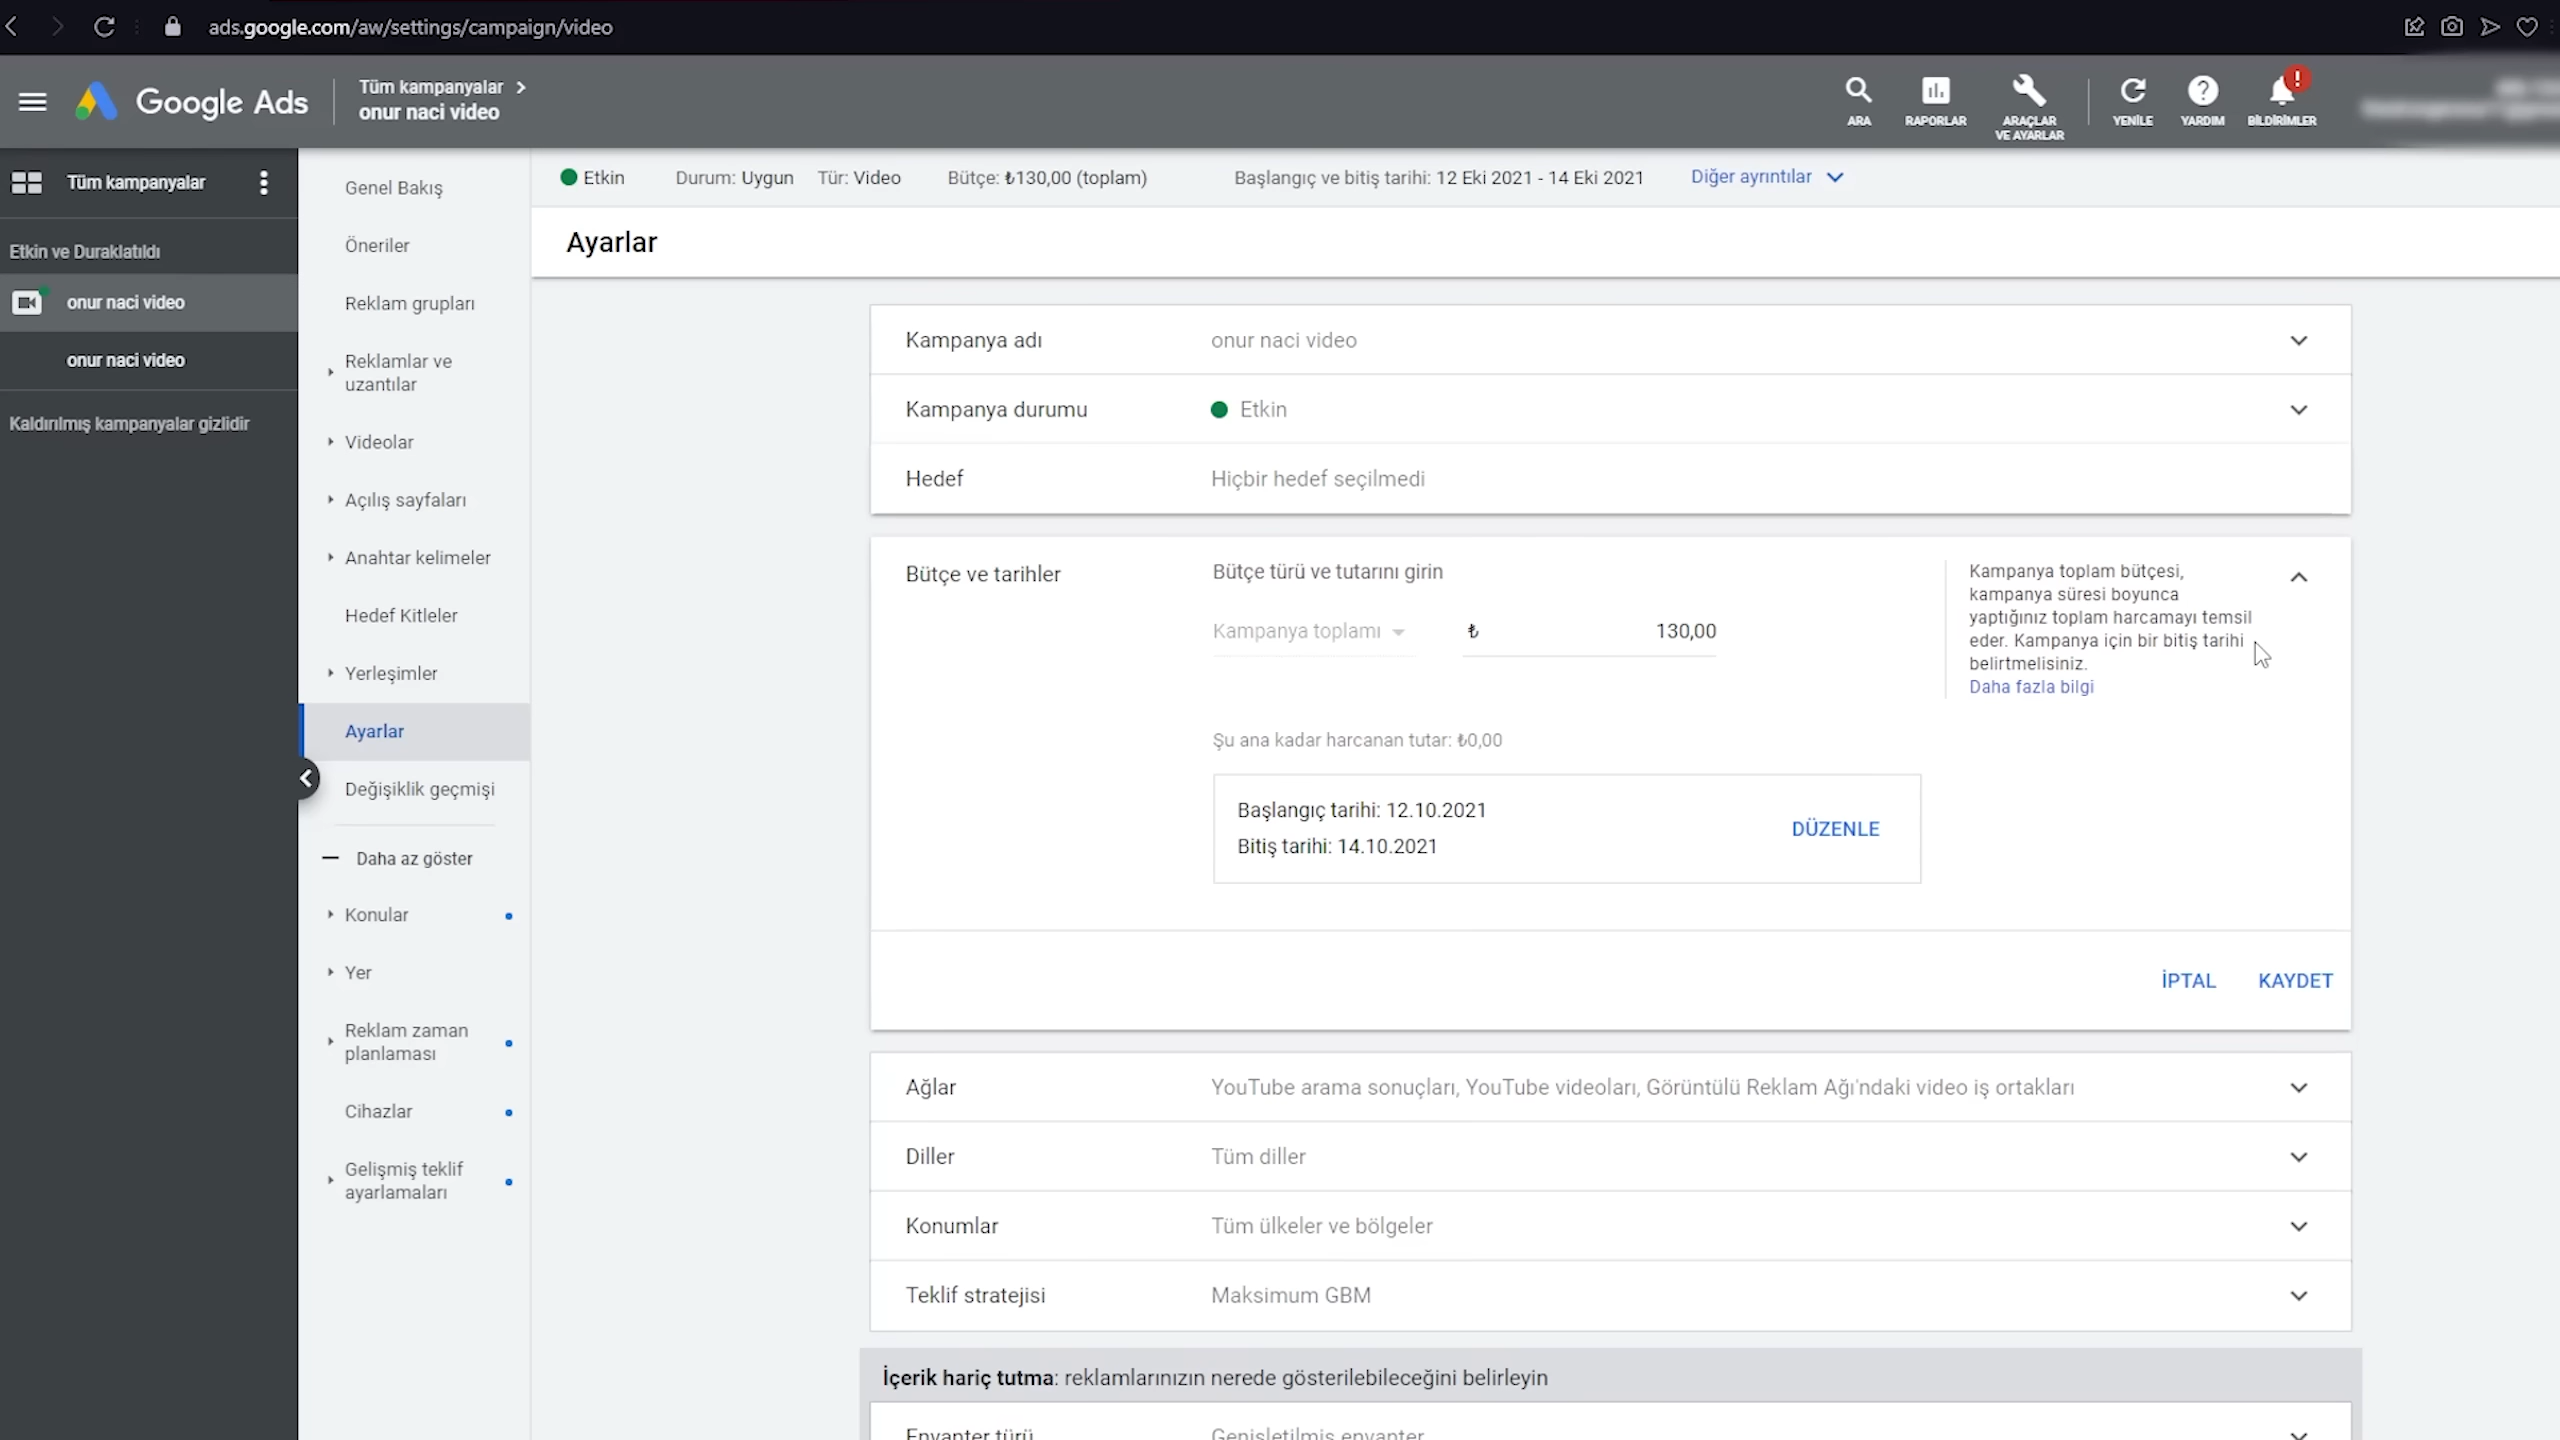 ads.google.com/aw/settings/campaign/video
Google Ads
Tüm kampanyalar
onur naci video
ARA
RAPORLAR
ARAÇLAR
VE AYARLAR
YENİLE
YARDIM
BİLDİRİMLER
Tüm kampanyalar
Etkin ve Duraklatıldı
onur naci video
onur naci video
Kaldırılmış kampanyalar gizlidir
Genel Bakış
Öneriler
Reklam grupları
Reklamlar ve
uzantılar
Videolar
Açılış sayfaları
Anahtar kelimeler
Hedef Kitleler
Yerleşimler
Ayarlar
Değişiklik geçmişi
Daha az göster
Konular
Yer
Reklam zaman
planlaması
Cihazlar
Gelişmiş teklif
ayarlamaları
Etkin Durum: Uygun Tür: Video Bütçe: ₺130,00 (toplam) Başlangıç ve bitiş tarihi: 12 Eki 2021 - 14 Eki 2021 Diğer ayrıntılar
Ayarlar
Kampanya adı onur naci video
Kampanya durumu Etkin
Hedef Hiçbir hedef seçilmedi
Bütçe ve tarihler
Bütçe türü ve tutarını girin
Kampanya toplamı ₺ 130,00
Kampanya toplam bütçesi,
kampanya süresi boyunca
yaptığınız toplam harcamayı temsil
eder. Kampanya için bir bitiş tarihi
belirtmelisiniz.
Daha fazla bilgi
Şu ana kadar harcanan tutar: ₺0,00
Başlangıç tarihi: 12.10.2021
Bitiş tarihi: 14.10.2021
DÜZENLE
İPTAL KAYDET
Ağlar YouTube arama sonuçları, YouTube videoları, Görüntülü Reklam Ağı'ndaki video iş ortakları
Diller Tüm diller
Konumlar Tüm ülkeler ve bölgeler
Teklif stratejisi Maksimum GBM
İçerik hariç tutma: reklamlarınızın nerede gösterilebileceğini belirleyin
Envanter türü Genişletilmiş envanter